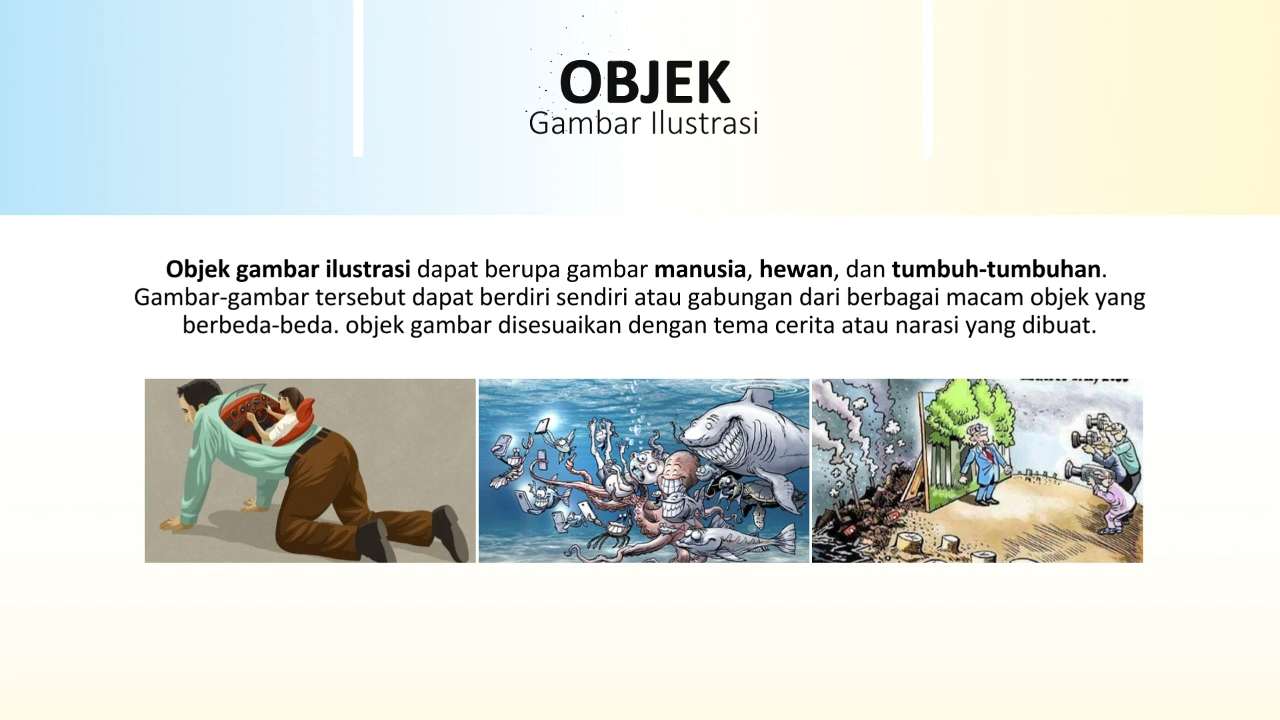 OBJEK
Gambar Ilustrasi
Objek gambar ilustrasi dapat berupa gambar manusia, hewan, dan tumbuh-tumbuhan.
Gambar-gambar tersebut dapat berdiri sendiri atau gabungan dari berbagai macam objek yang
berbeda-beda. objek gambar disesuaikan dengan tema cerita atau narasi yang dibuat.